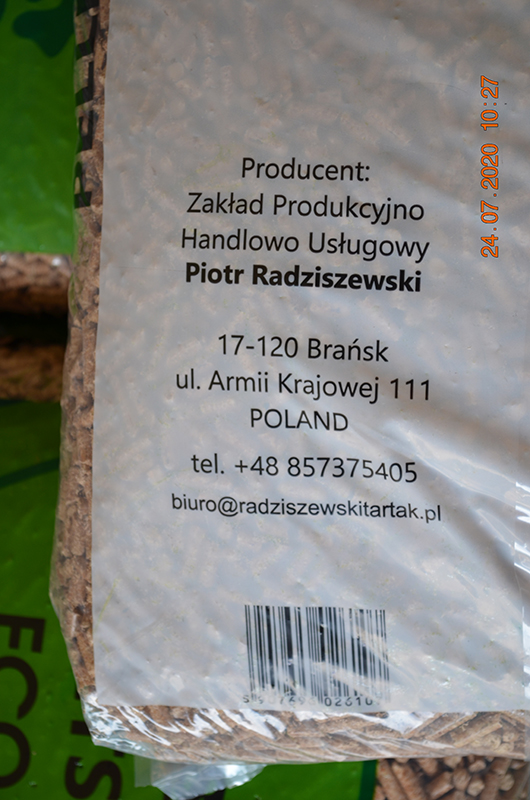 Producent:
Zakład Produkcyjno
Handlowo Usługowy
Piotr Radziszewski
17-120 Brańsk
ul. Armii Krajowej 111
POLAND
tel. +48 857375405
biuro@radziszewskitartak.pl
24.07.2020 10:27
ECO